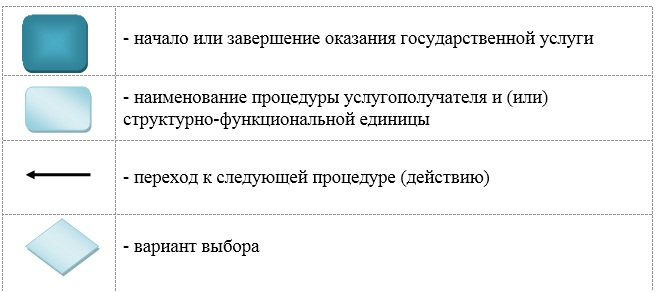 - начало или завершение оказания государственной услуги
- наименование процедуры услугополучателя и (или)
структурно-функциональной единицы
- переход к следующей процедуре (действию)
- вариант выбора